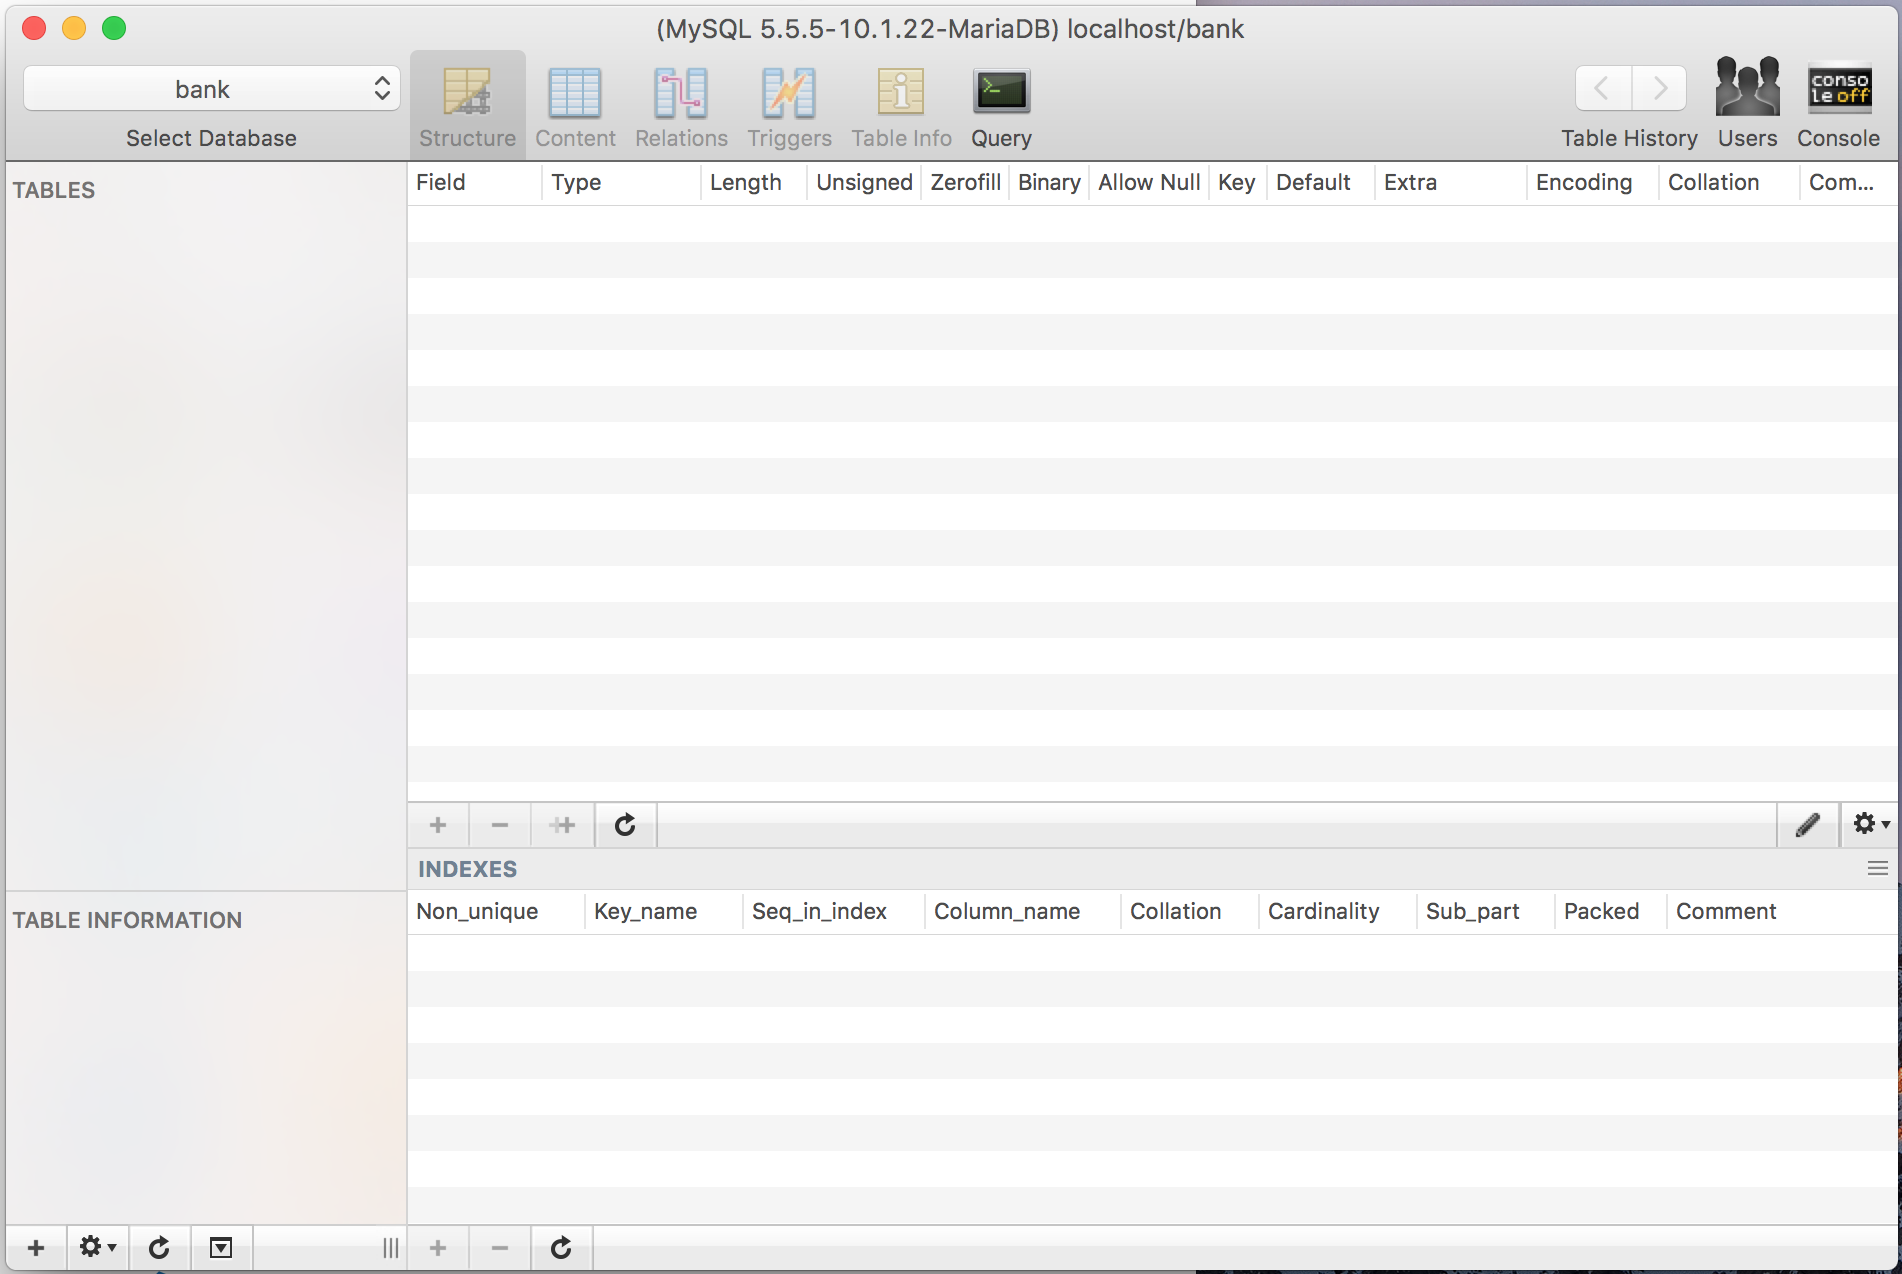 (MySQL 5.5.5-10.1.22-MariaDB) localhost/bank
bank
Select Database
Structure
Content
Relations
Triggers
Table Info
Query
Table History
Users
conso
le off
Console
TABLES
Field Type Length Unsigned Zerofill Binary Allow Null Key Default Extra Encoding Collation Com...
INDEXES
Non_unique Key_name Seq_in_index Column_name Collation Cardinality Sub_part Packed Comment
TABLE INFORMATION